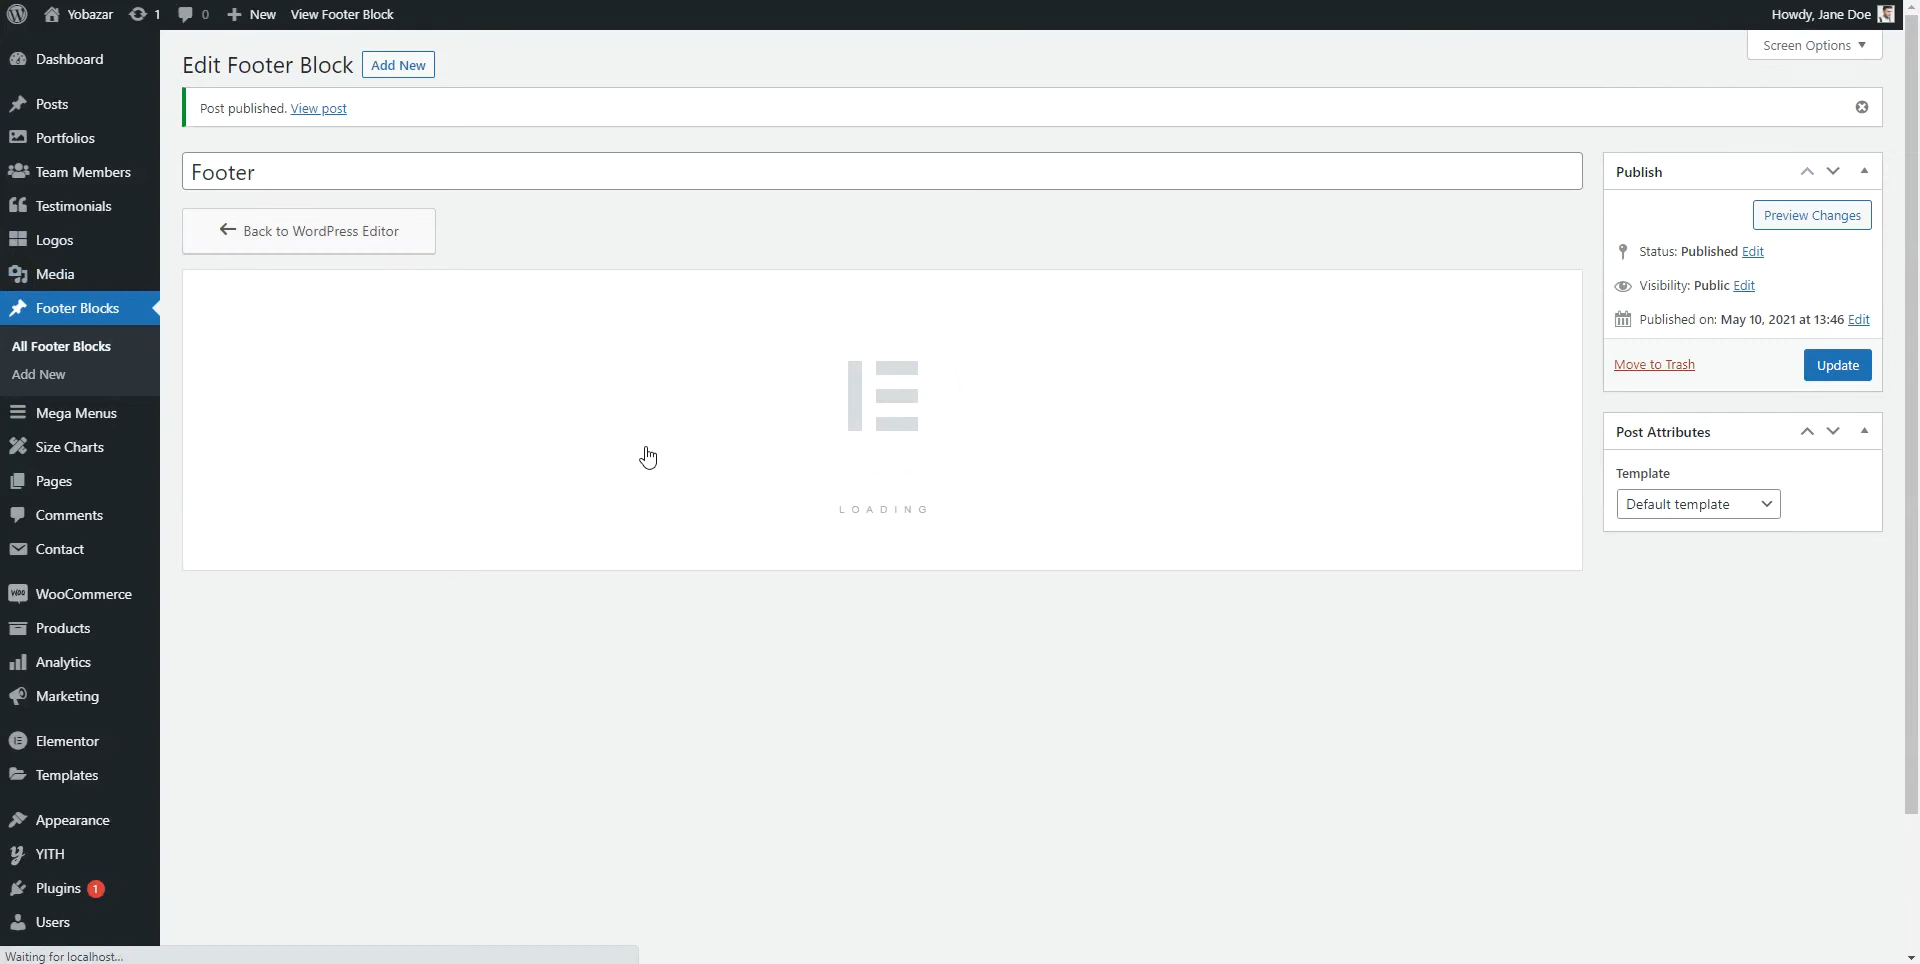 Yobazar
1
0
New
View Footer Block
Howdy, Jane Doe
Screen Options
Dashboard
Posts
Portfolios
Team Members
Testimonials
Logos
Media
Footer Blocks
All Footer Blocks
Add New
Mega Menus
Size Charts
Pages
Comments
Contact
WooCommerce
Products
Analytics
Marketing
Elementor
Templates
Appearance
YITH
Plugins 1
Users
Edit Footer Block
Add New
Post published. View post
Footer
Back to WordPress Editor
LOADING
Publish
Preview Changes
Status: Published Edit
Visibility: Public Edit
Published on: May 10, 2021 at 13:46 Edit
Move to Trash
Update
Post Attributes
Template
Default template
Waiting for localhost...